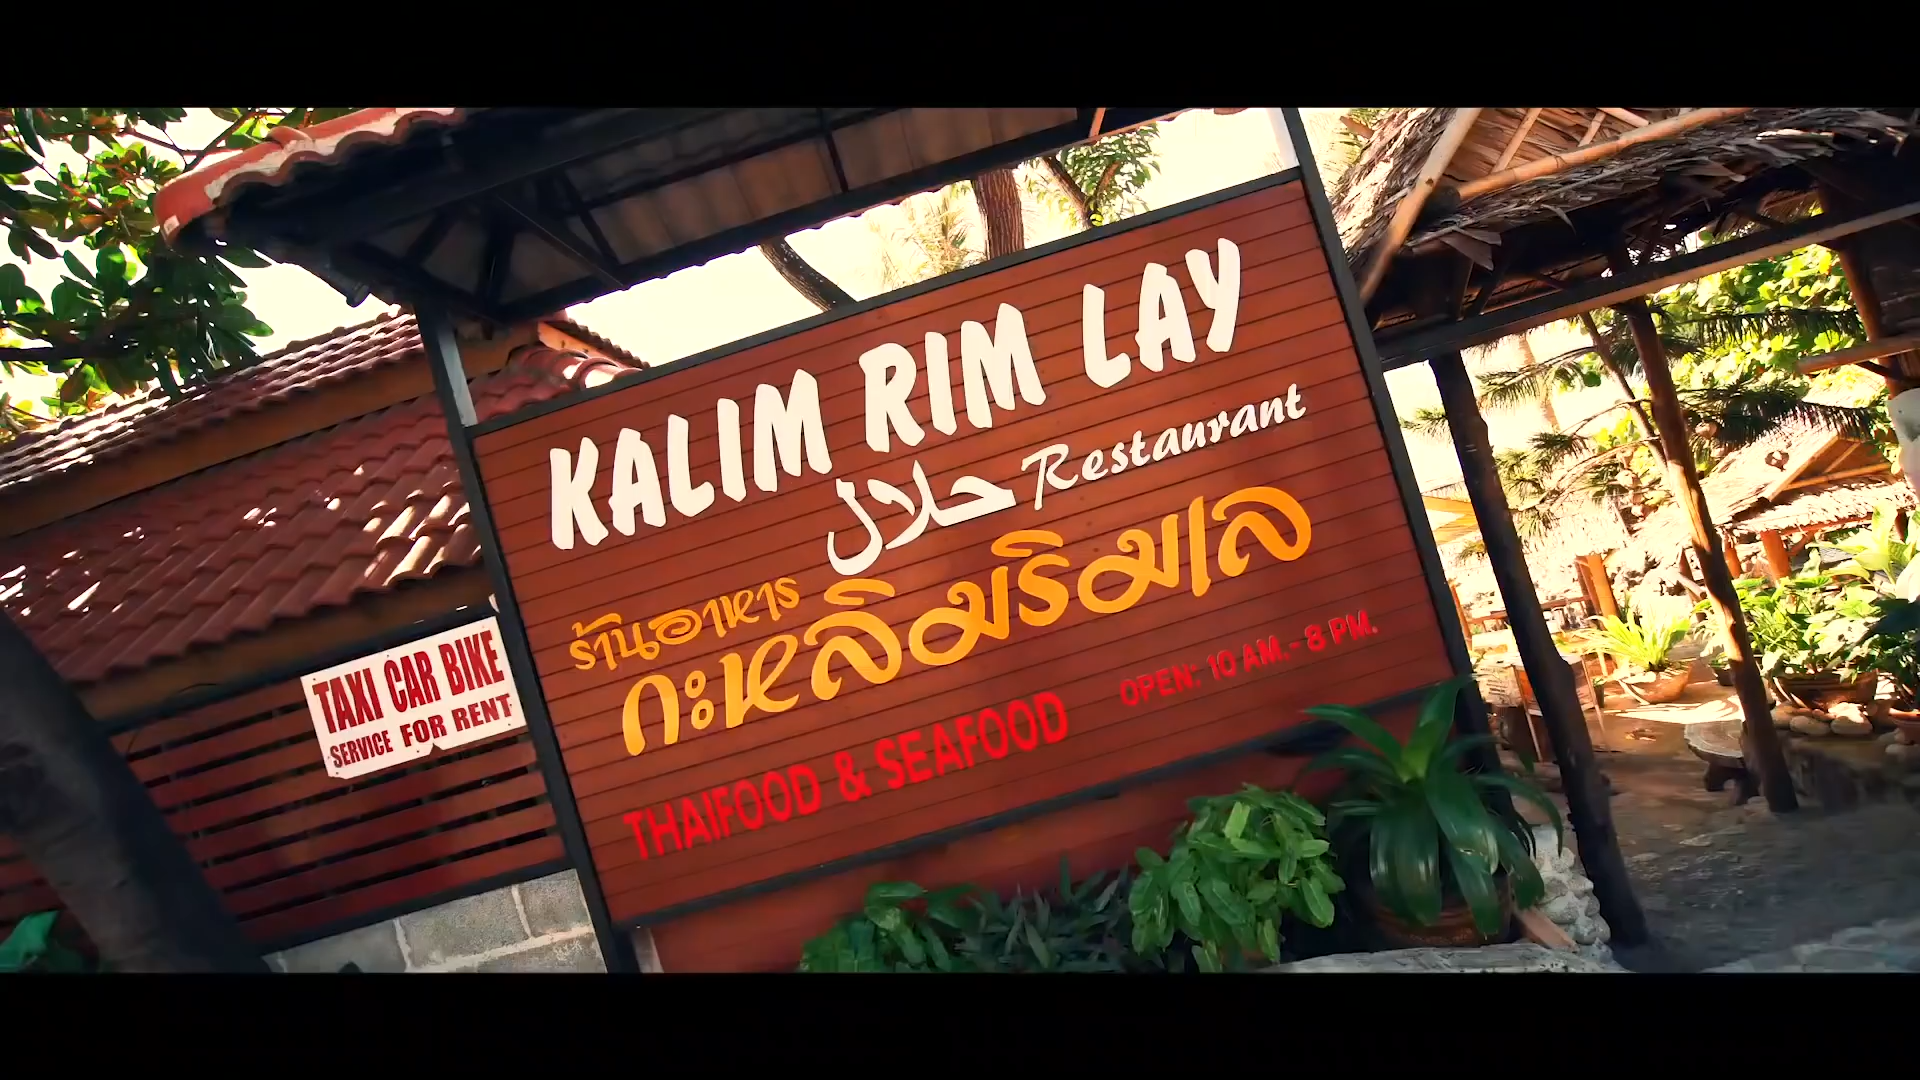 KALIM RIM LAY
حلال Restaurant
ร้านอาหาร
กะหลิมริมเล
THAIFOOD & SEAFOOD
OPEN: 10 AM.- 8 PM.
TAXI CAR BIKE
SERVICE FOR RENT